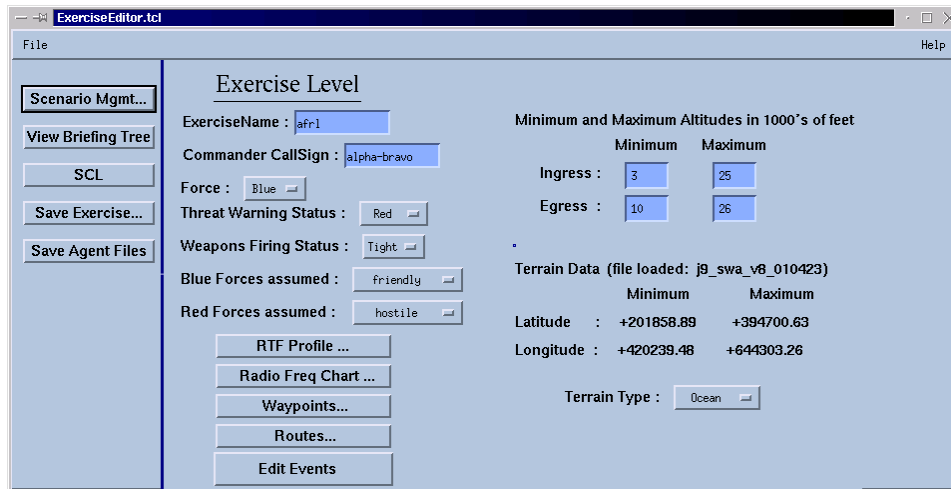 ExerciseEditor.tcl
File Help
Scenario Mgmt...
View Briefing Tree
SCL
Save Exercise...
Save Agent Files
Exercise Level
ExerciseName : afrl
Commander CallSign : alpha-bravo
Force : Blue
Threat Warning Status : Red
Weapons Firing Status : Tight
Blue Forces assumed : friendly
Red Forces assumed : hostile
RTF Profile ...
Radio Freq Chart ...
Waypoints...
Routes...
Edit Events
Minimum and Maximum Altitudes in 1000's of feet
Minimum Maximum
Ingress : 3 25
Egress : 10 26
Terrain Data (file loaded: j9_swa_v8_010423)
Minimum Maximum
Latitude : +201858.89 +394700.63
Longitude : +420239.48 +644303.26
Terrain Type : Ocean